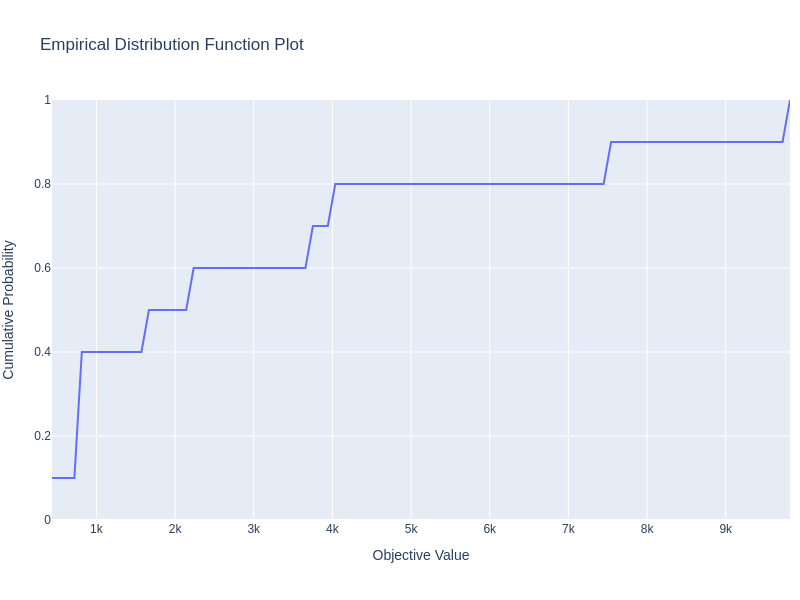 Empirical Distribution Function Plot
1
0.8
0.6
0.4
0.2
0
Cumulative Probability
1k 2k 3k 4k 5k 6k 7k 8k 9k
Objective Value